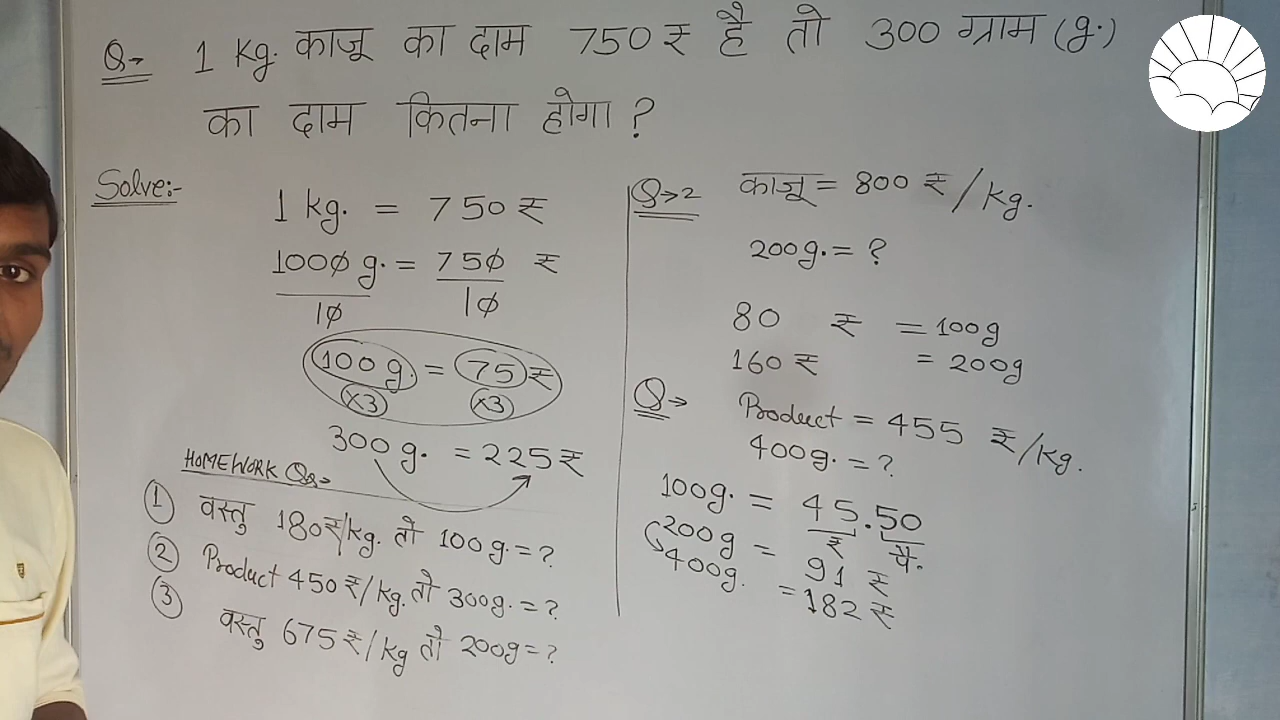 Q→ 1 Kg. काजू का दाम 750 ₹ है तो 300 ग्राम (g.)
का दाम कितना होगा ?
Solve:-
1 kg. = 750 ₹
1000 g. = 750 ₹
10 10
100 g. = 75 ₹
×3 ×3
300 g. = 225 ₹
HOMEWORK Qs→
1 वस्तु 180 ₹/kg. तो 100 g. = ?
2 Product 450 ₹/kg. तो 300g. = ?
3 वस्तु 675 ₹/kg तो 200g = ?
Q→2 काजू = 800 ₹/kg.
200g. = ?
80 ₹ = 100g
160 ₹ = 200g
Q→ Product = 455 ₹/kg.
400g. = ?
100g. = 45.50
₹ पै.
200g = 91 ₹
400g. = 182 ₹